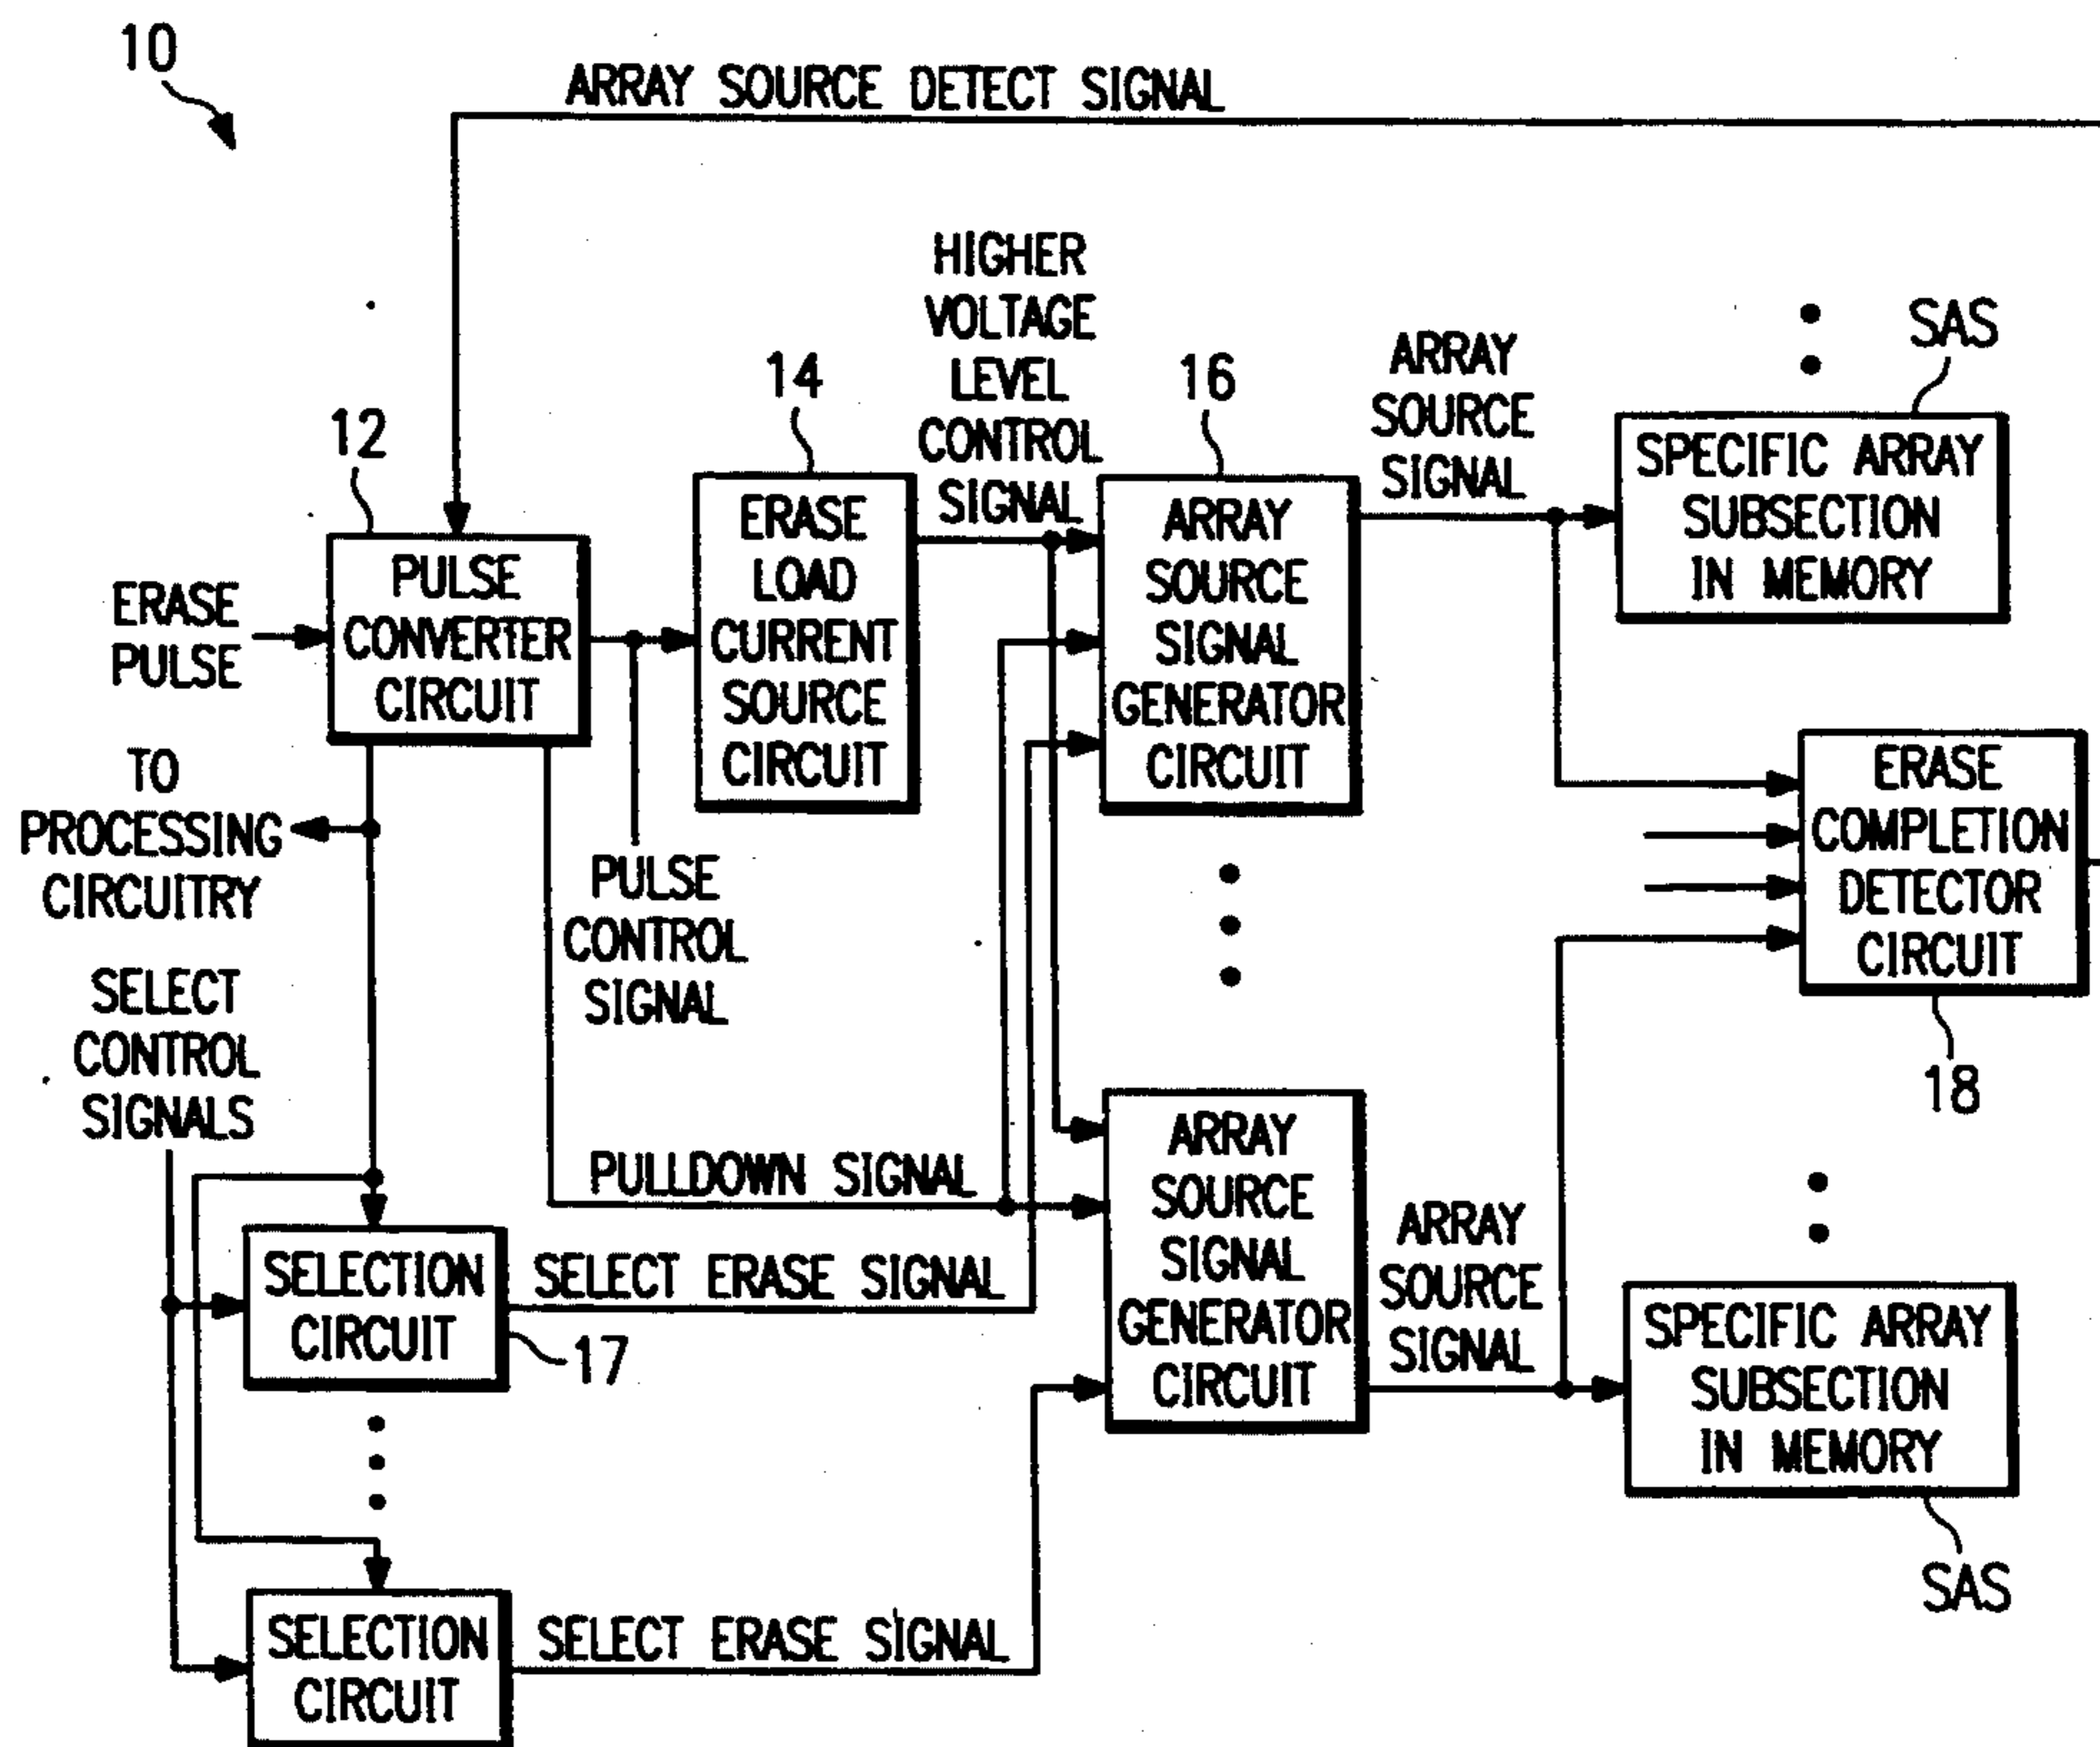 10
ARRAY SOURCE DETECT SIGNAL
HIGHER
VOLTAGE
LEVEL
CONTROL
SIGNAL
12
14
16
ARRAY
SOURCE
SIGNAL
SAS
ERASE
PULSE
PULSE
CONVERTER
CIRCUIT
ERASE
LOAD
CURRENT
SOURCE
CIRCUIT
ARRAY
SOURCE
SIGNAL
GENERATOR
CIRCUIT
SPECIFIC ARRAY
SUBSECTION
IN MEMORY
TO
PROCESSING
CIRCUITRY
PULSE
CONTROL
SIGNAL
ERASE
COMPLETION
DETECTOR
CIRCUIT
18
SELECT
CONTROL
SIGNALS
PULLDOWN SIGNAL
ARRAY
SOURCE
SIGNAL
GENERATOR
CIRCUIT
ARRAY
SOURCE
SIGNAL
SELECTION
CIRCUIT
SELECT ERASE SIGNAL
17
SPECIFIC ARRAY
SUBSECTION
IN MEMORY
SAS
SELECTION
CIRCUIT
SELECT ERASE SIGNAL